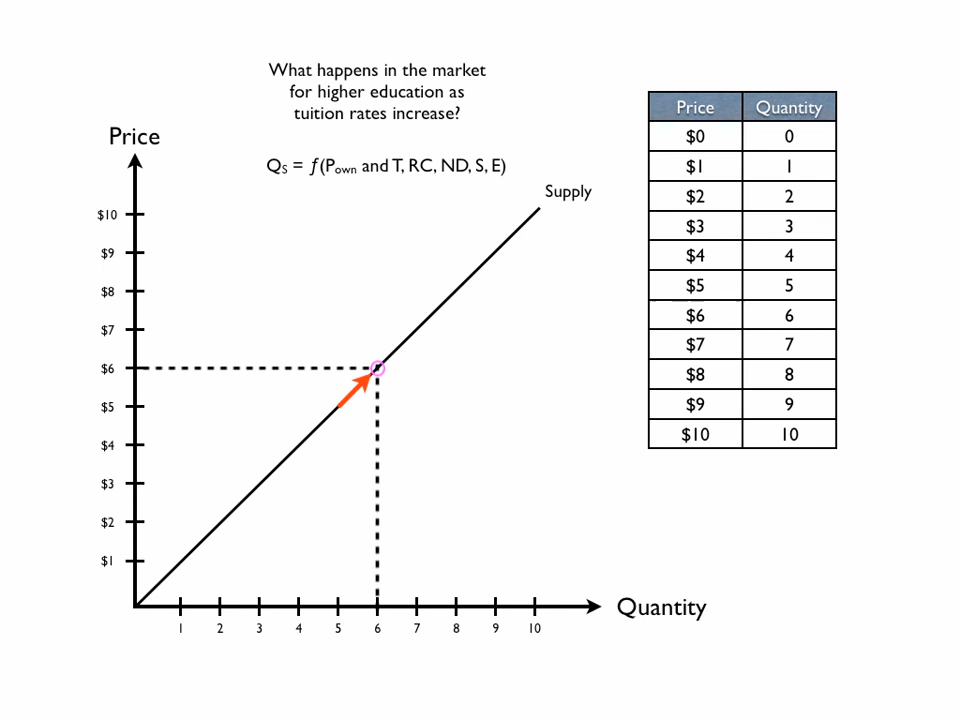 What happens in the market
for higher education as
tuition rates increase?
Price
QS = ƒ(Pown and T, RC, ND, S, E)
Supply
$10
$9
$8
$7
$6
$5
$4
$3
$2
$1
1 2 3 4 5 6 7 8 9 10
Quantity
Price Quantity
$0 0
$1 1
$2 2
$3 3
$4 4
$5 5
$6 6
$7 7
$8 8
$9 9
$10 10